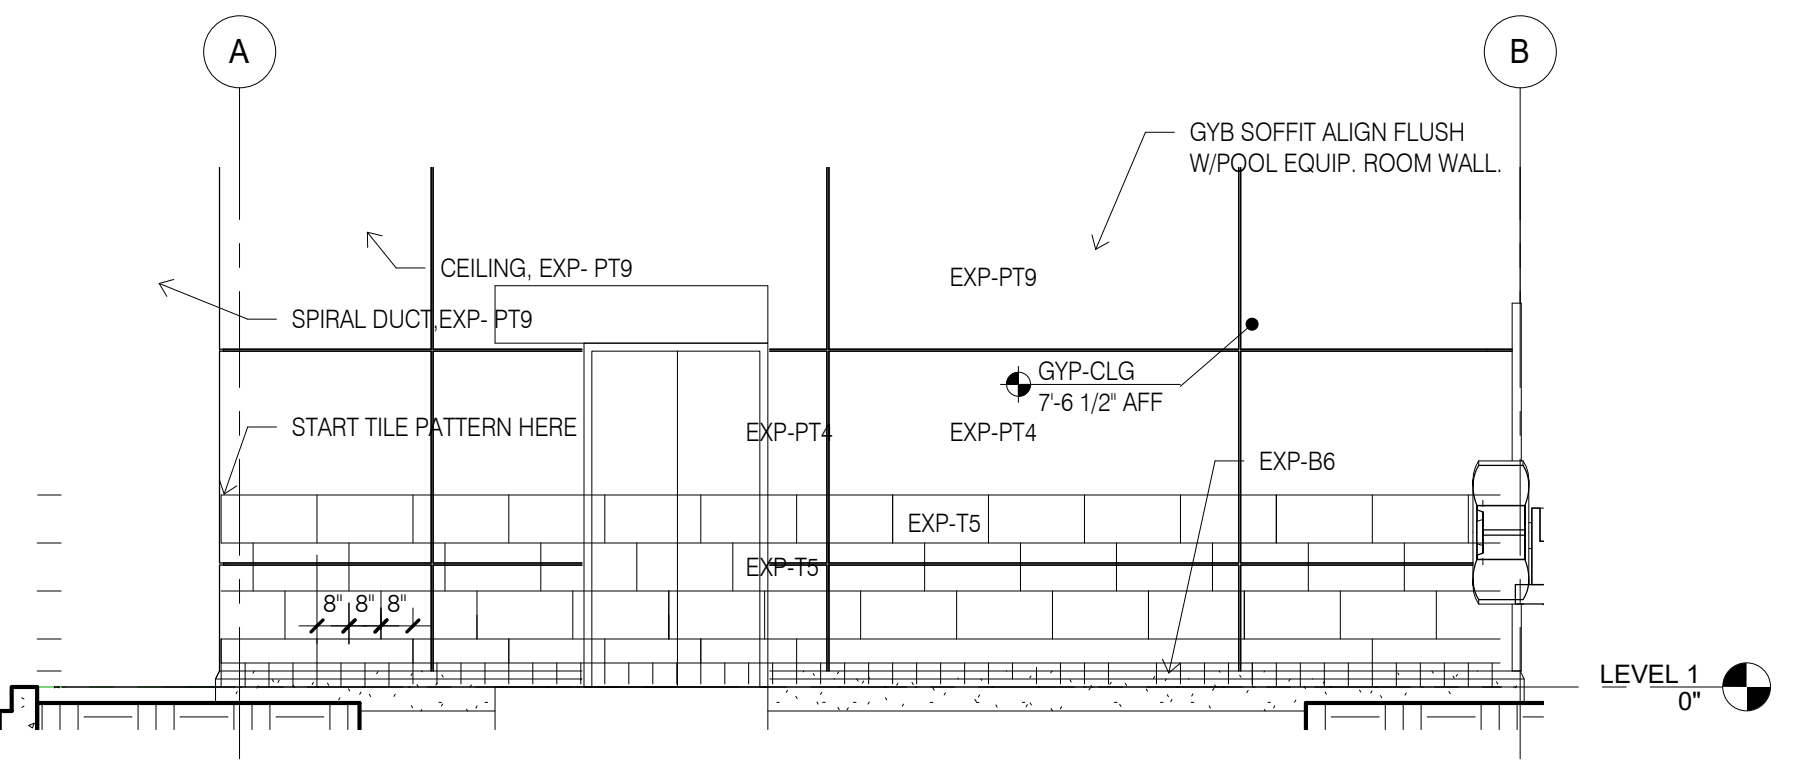 A
B
GYB SOFFIT ALIGN FLUSH
W/POOL EQUIP. ROOM WALL.
CEILING, EXP- PT9
EXP-PT9
SPIRAL DUCT,EXP- PT9
GYP-CLG
7'-6 1/2" AFF
START TILE PATTERN HERE
EXP-PT4
EXP-PT4
EXP-B6
EXP-T5
EXP-T5
8" 8" 8"
LEVEL 1
0"